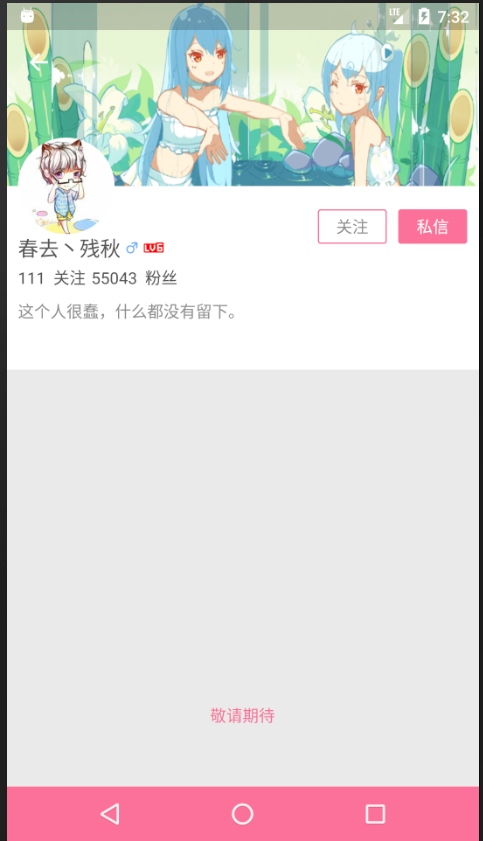 LTE 7:32
关注 私信
春去丶残秋 LV6
111 关注 55043 粉丝
这个人很蠢，什么都没有留下。
敬请期待